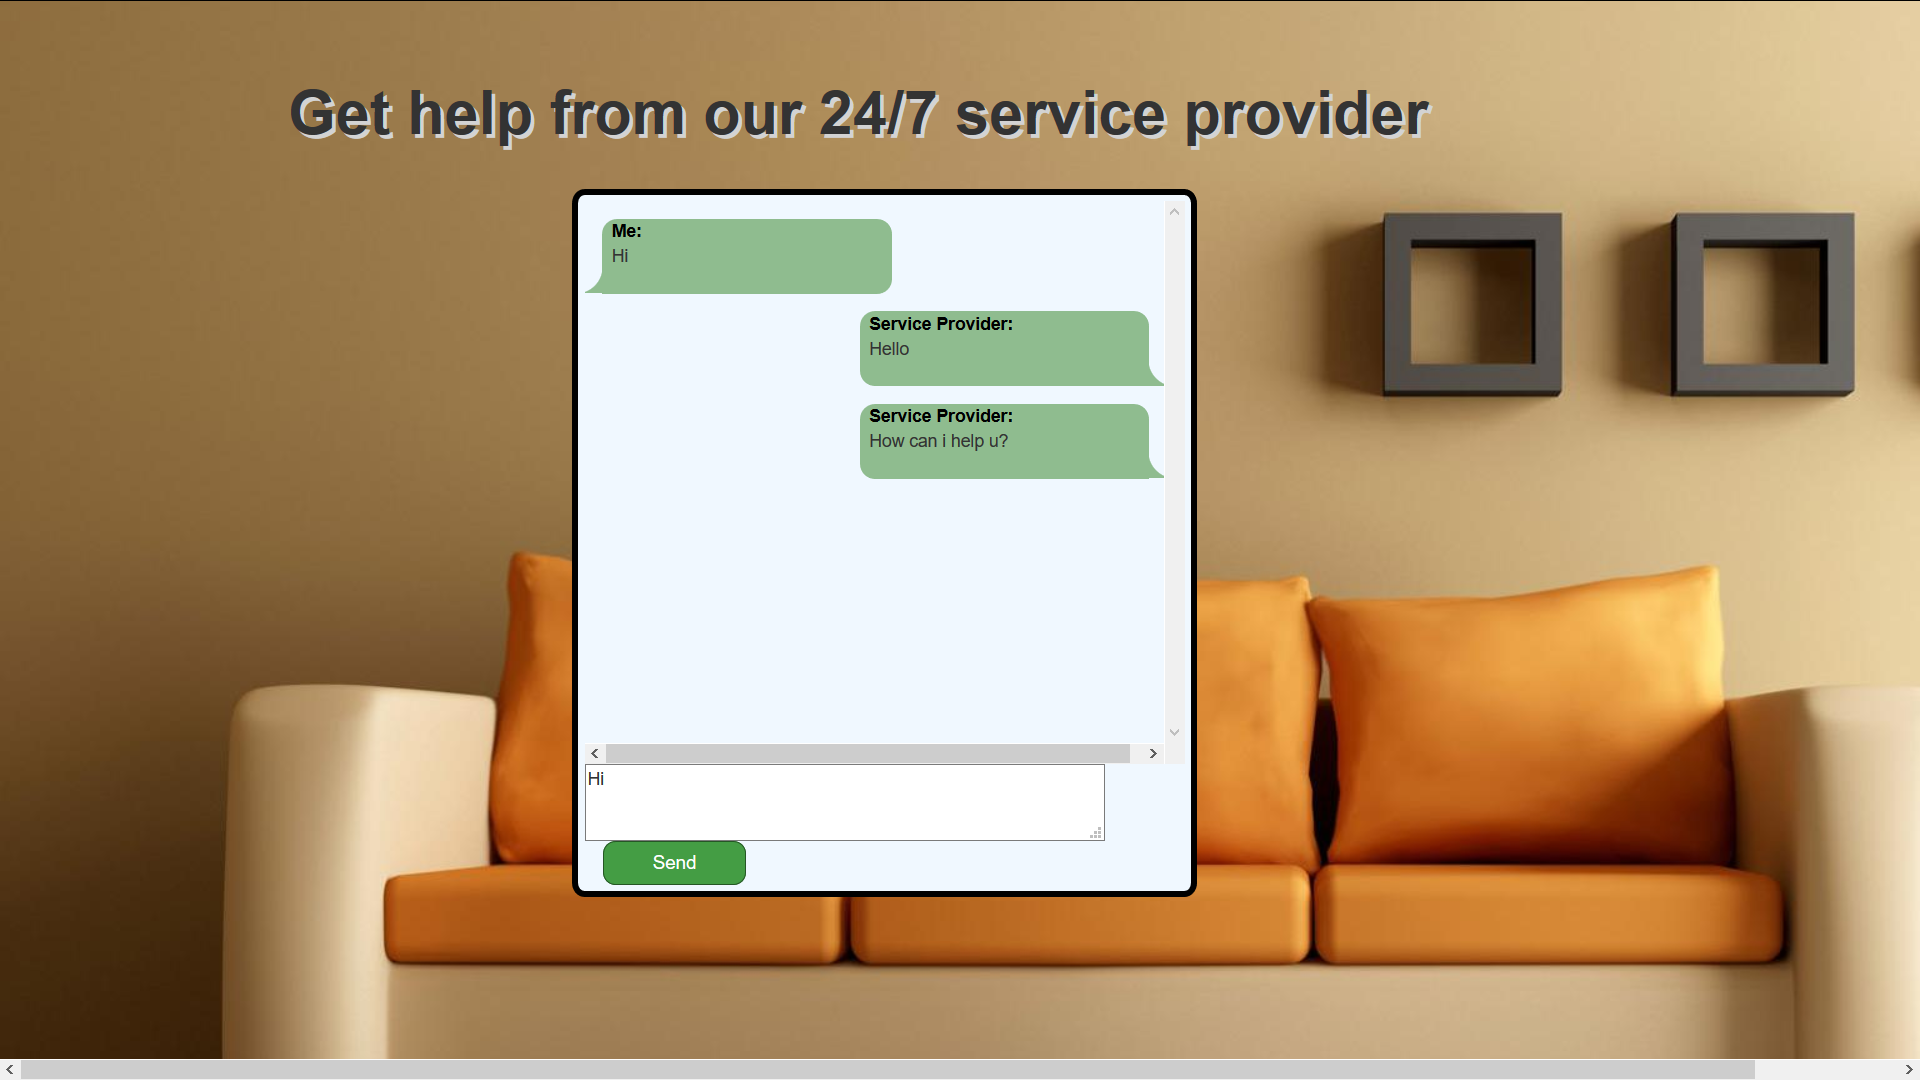 Get help from our 24/7 service provider
Me:
Hi
Service Provider:
Hello
Service Provider:
How can i help u?
Hi
Send